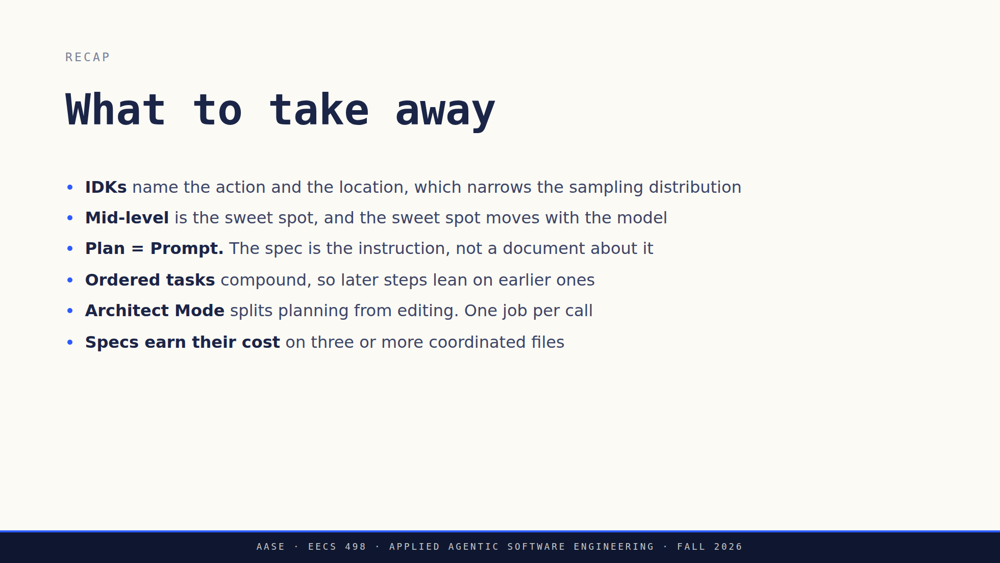 RECAP
What to take away
• IDKs name the action and the location, which narrows the sampling distribution
• Mid-level is the sweet spot, and the sweet spot moves with the model
• Plan = Prompt. The spec is the instruction, not a document about it
• Ordered tasks compound, so later steps lean on earlier ones
• Architect Mode splits planning from editing. One job per call
• Specs earn their cost on three or more coordinated files
AASE · EECS 498 · APPLIED AGENTIC SOFTWARE ENGINEERING · FALL 2026